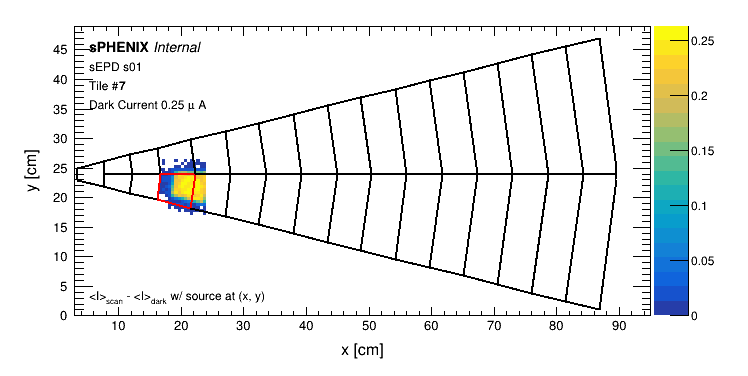 sPHENIX Internal
sEPD s01
Tile #7
Dark Current 0.25 μ A
<I>scan - <I>dark w/ source at (x, y)
y [cm]
45
40
35
30
25
20
15
10
5
0
10 20 30 40 50 60 70 80 90
x [cm]
0.25
0.2
0.15
0.1
0.05
0